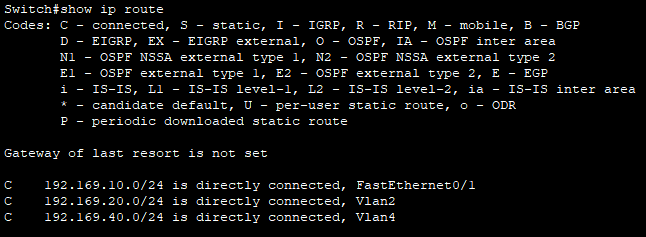 Switch#show ip route
Codes: C - connected, S - static, I - IGRP, R - RIP, M - mobile, B - BGP
       D - EIGRP, EX - EIGRP external, O - OSPF, IA - OSPF inter area
       N1 - OSPF NSSA external type 1, N2 - OSPF NSSA external type 2
       E1 - OSPF external type 1, E2 - OSPF external type 2, E - EGP
       i - IS-IS, L1 - IS-IS level-1, L2 - IS-IS level-2, ia - IS-IS inter area
       * - candidate default, U - per-user static route, o - ODR
       P - periodic downloaded static route
Gateway of last resort is not set
C    192.169.10.0/24 is directly connected, FastEthernet0/1
C    192.169.20.0/24 is directly connected, Vlan2
C    192.169.40.0/24 is directly connected, Vlan4